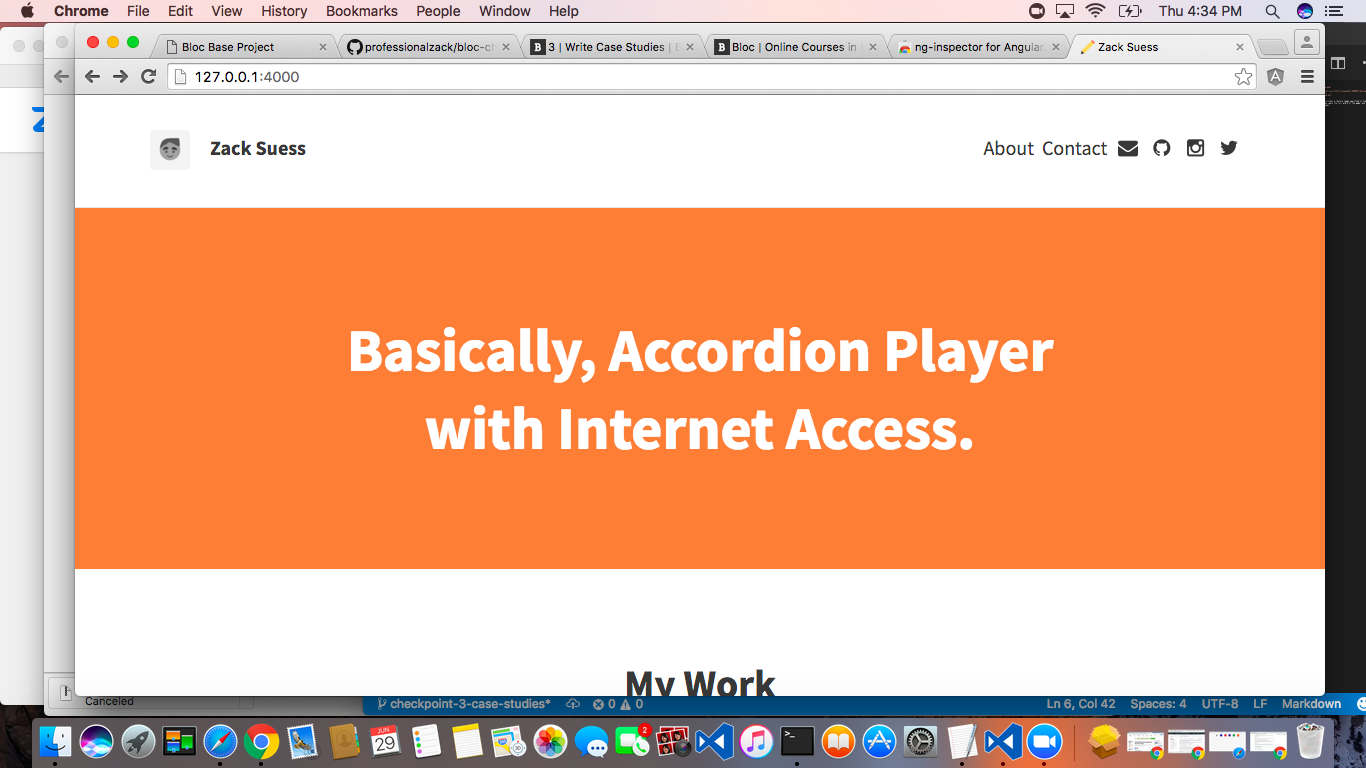 Chrome File Edit View History Bookmarks People Window Help Thu 4:34 PM
Bloc Base Project professionalzack/bloc-cl 3 | Write Case Studies | Bloc | Online Courses in ng-inspector for Angular Zack Suess
127.0.0.1:4000
Zack Suess About Contact
Basically, Accordion Player
with Internet Access.
My Work
Canceled
checkpoint-3-case-studies* 0 0 Ln 6, Col 42 Spaces: 4 UTF-8 LF Markdown
JUN
29
2